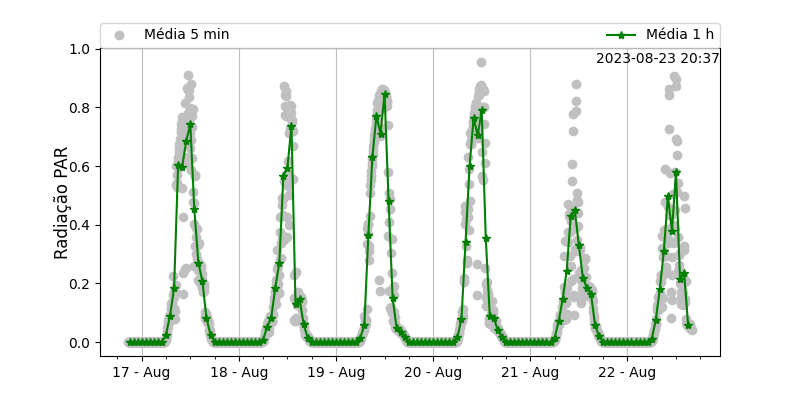 Média 5 min
Média 1 h
2023-08-23 20:37
Radiação PAR
1.0
0.8
0.6
0.4
0.2
0.0
17 - Aug
18 - Aug
19 - Aug
20 - Aug
21 - Aug
22 - Aug